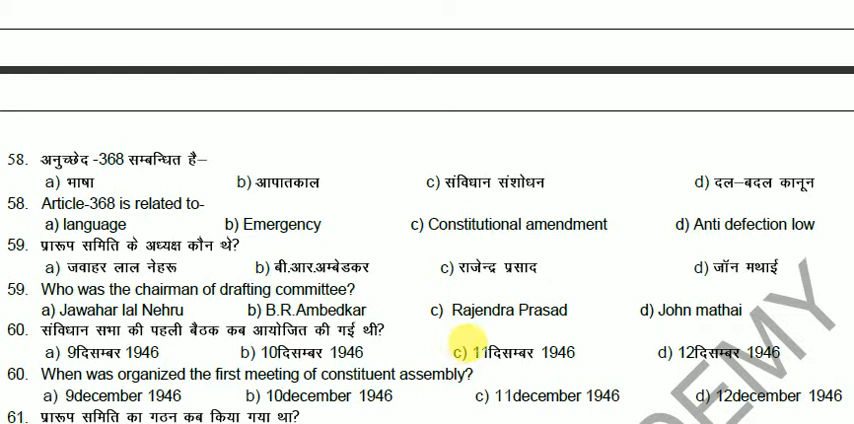 58. अनुच्छेद -368 सम्बन्धित है–
a) भाषा b) आपातकाल c) संविधान संशोधन d) दल–बदल कानून
58. Article-368 is related to-
a) language b) Emergency c) Constitutional amendment d) Anti defection low
59. प्रारूप समिति के अध्यक्ष कौन थे?
a) जवाहर लाल नेहरू b) बी.आर.अम्बेडकर c) राजेन्द्र प्रसाद d) जॉन मथाई
59. Who was the chairman of drafting committee?
a) Jawahar lal Nehru b) B.R.Ambedkar c) Rajendra Prasad d) John mathai
60. संविधान सभा की पहली बैठक कब आयोजित की गई थी?
a) 9दिसम्बर 1946 b) 10दिसम्बर 1946 c) 11दिसम्बर 1946 d) 12दिसम्बर 1946
60. When was organized the first meeting of constituent assembly?
a) 9december 1946 b) 10december 1946 c) 11december 1946 d) 12december 1946
61. प्रारूप समिति का गठन कब किया गया था?
DEMY